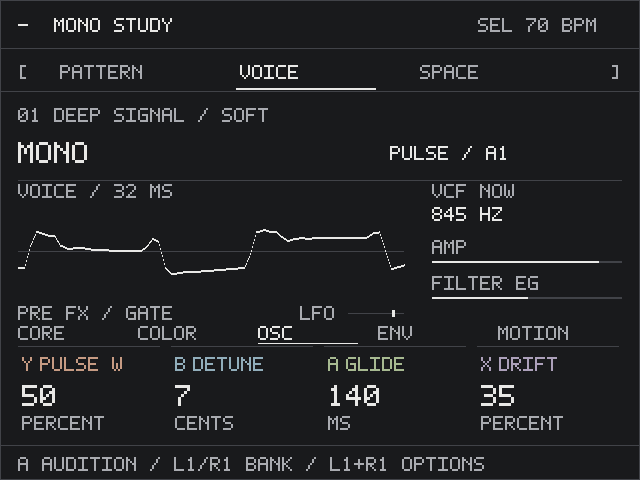 – MONO STUDY SEL 70 BPM
[ PATTERN VOICE SPACE ]
01 DEEP SIGNAL / SOFT
MONO PULSE / A1
VOICE / 32 MS VCF NOW
845 HZ
AMP
FILTER EG
PRE FX / GATE LFO
CORE COLOR OSC ENV MOTION
Y PULSE W B DETUNE A GLIDE X DRIFT
50 7 140 35
PERCENT CENTS MS PERCENT
A AUDITION / L1/R1 BANK / L1+R1 OPTIONS